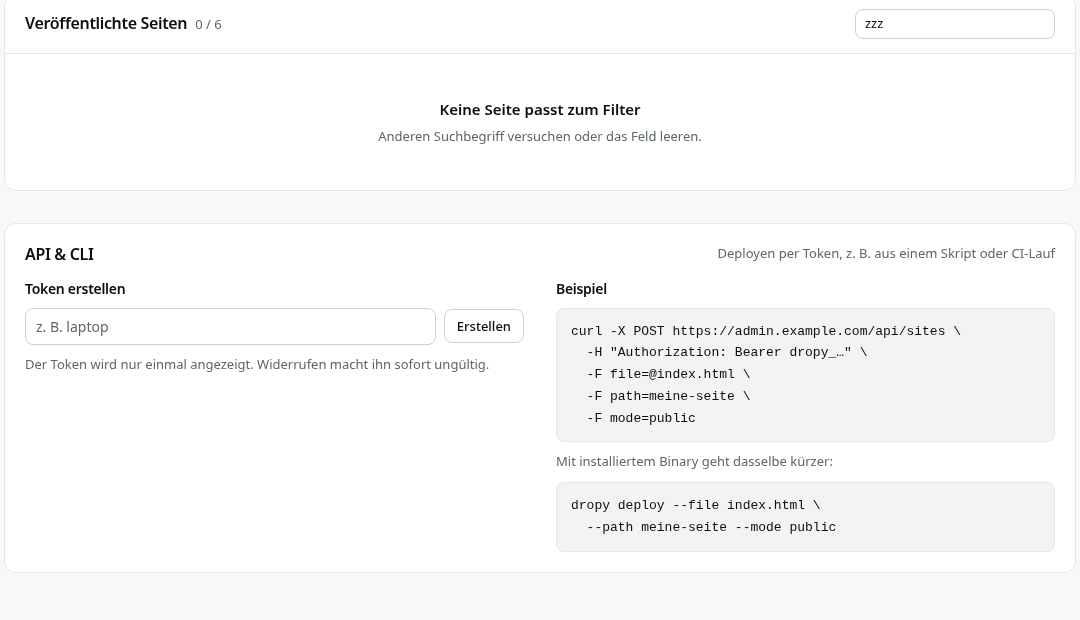 Veröffentlichte Seiten 0 / 6
zzz
Keine Seite passt zum Filter
Anderen Suchbegriff versuchen oder das Feld leeren.
API & CLI
Deployen per Token, z. B. aus einem Skript oder CI-Lauf
Token erstellen
z. B. laptop
Erstellen
Der Token wird nur einmal angezeigt. Widerrufen macht ihn sofort ungültig.
Beispiel
curl -X POST https://admin.example.com/api/sites \
  -H "Authorization: Bearer dropy_…" \
  -F file=@index.html \
  -F path=meine-seite \
  -F mode=public
Mit installiertem Binary geht dasselbe kürzer:
dropy deploy --file index.html \
  --path meine-seite --mode public